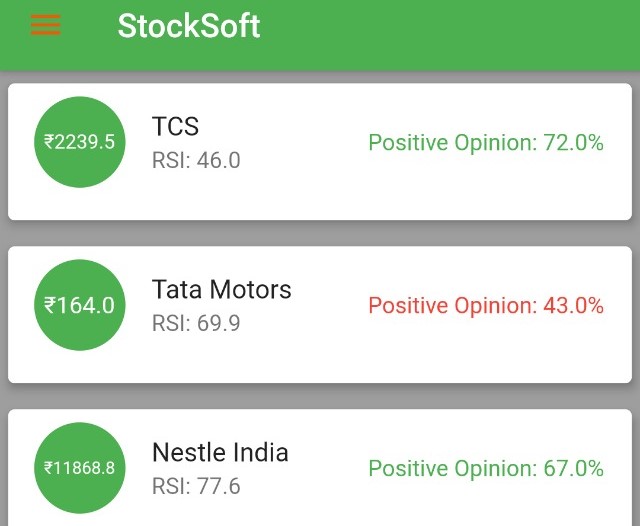 StockSoft
₹2239.5
TCS
RSI: 46.0
Positive Opinion: 72.0%
₹164.0
Tata Motors
RSI: 69.9
Positive Opinion: 43.0%
₹11868.8
Nestle India
RSI: 77.6
Positive Opinion: 67.0%